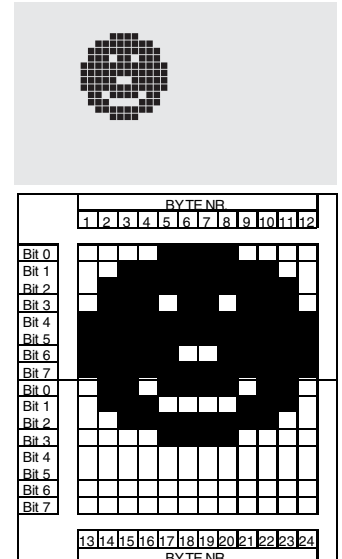 BYTE NR.
1 2 3 4 5 6 7 8 9 10 11 12
Bit 0
Bit 1
Bit 2
Bit 3
Bit 4
Bit 5
Bit 6
Bit 7
Bit 0
Bit 1
Bit 2
Bit 3
Bit 4
Bit 5
Bit 6
Bit 7
13 14 15 16 17 18 19 20 21 22 23 24
BYTE NR.